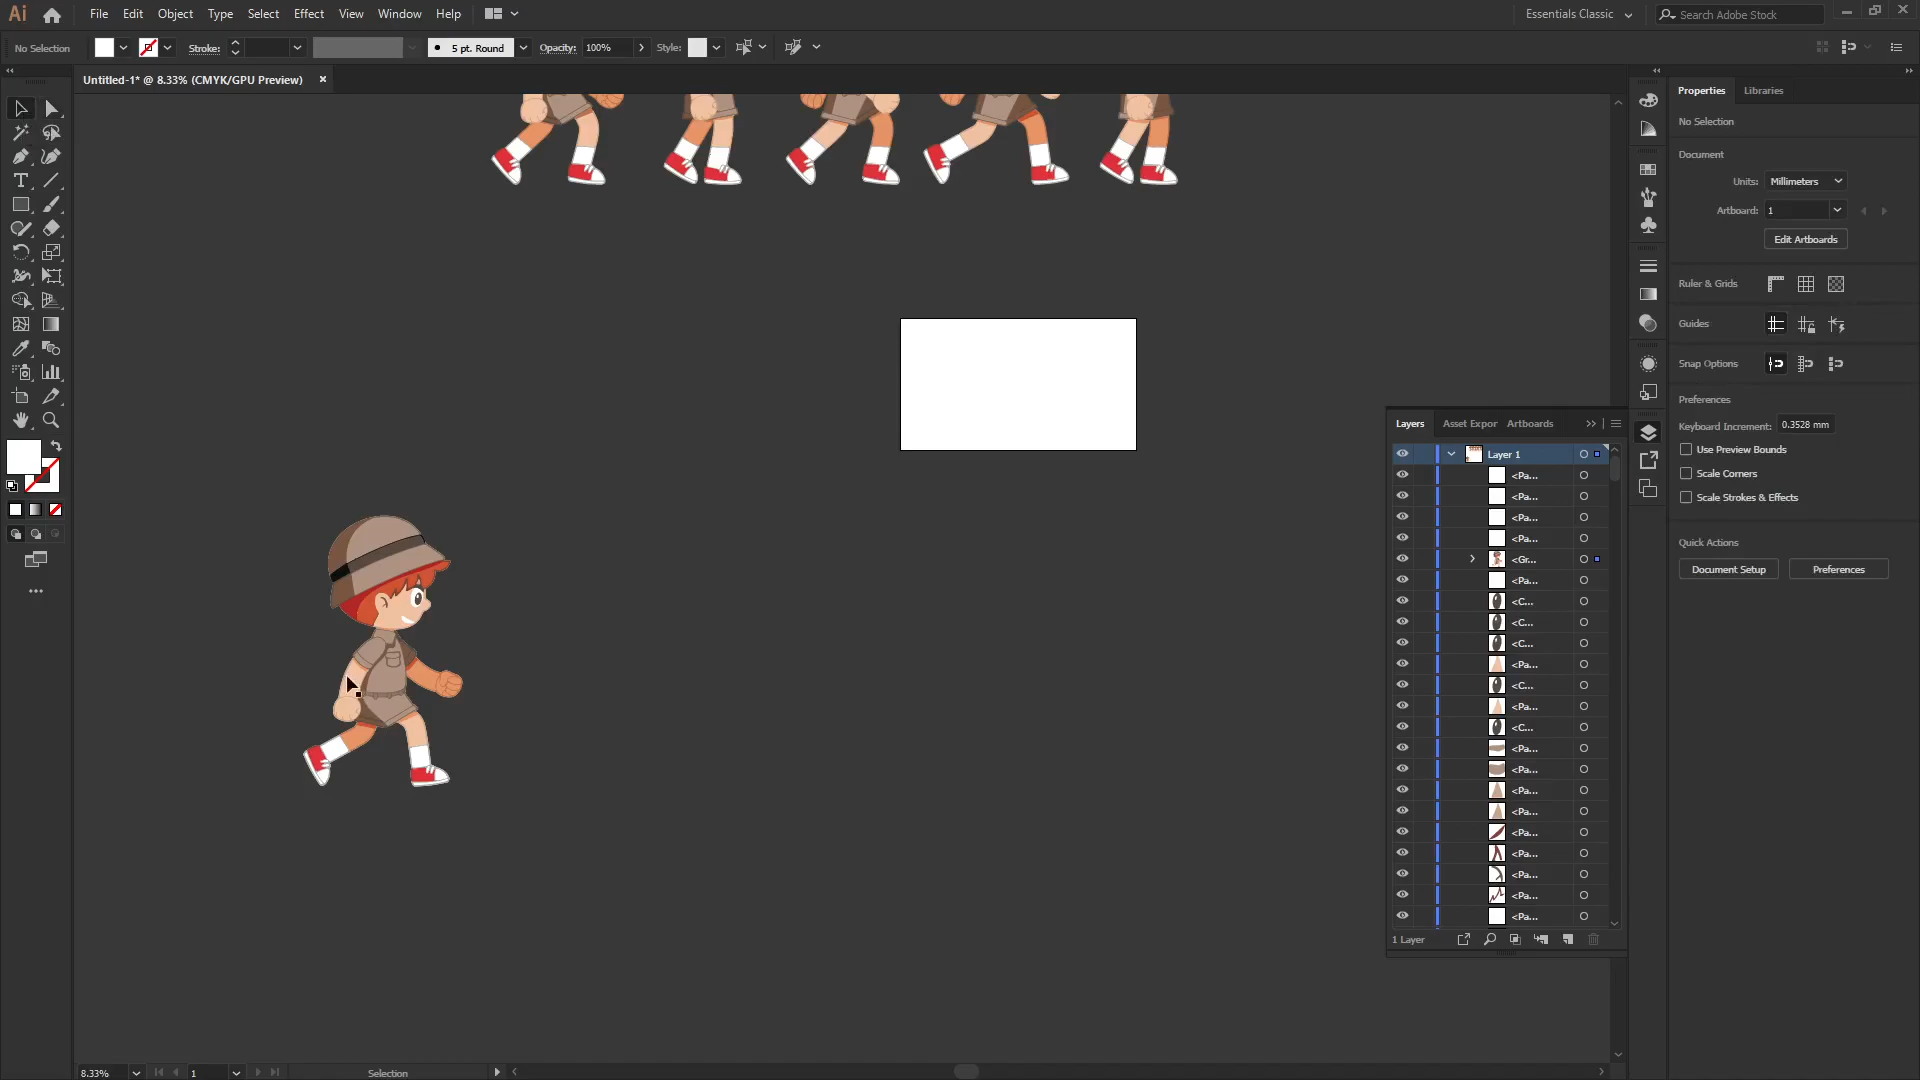 Ai File Edit Object Type Select Effect View Window Help Essentials Classic Search Adobe Stock
No Selection Stroke: 5 pt. Round Opacity: 100% Style:
Untitled-1* @ 8.33% (CMYK/GPU Preview)
Properties Libraries
No Selection
Document
Units: Millimeters
Artboard: 1
Edit Artboards
Ruler & Grids
Guides
Snap Options
Preferences
Keyboard Increment: 0.3528 mm
Use Preview Bounds
Scale Corners
Scale Strokes & Effects
Quick Actions
Document Setup Preferences
Layers Asset Expor Artboards
Layer 1
<Pa...
<Pa...
<Pa...
<Pa...
<Gr...
<Pa...
<C...
<C...
<C...
<Pa...
<C...
<Pa...
<C...
<Pa...
<Pa...
<Pa...
<Pa...
<Pa...
<Pa...
<Pa...
<Pa...
<Pa...
1 Layer
8.33% 1 Selection